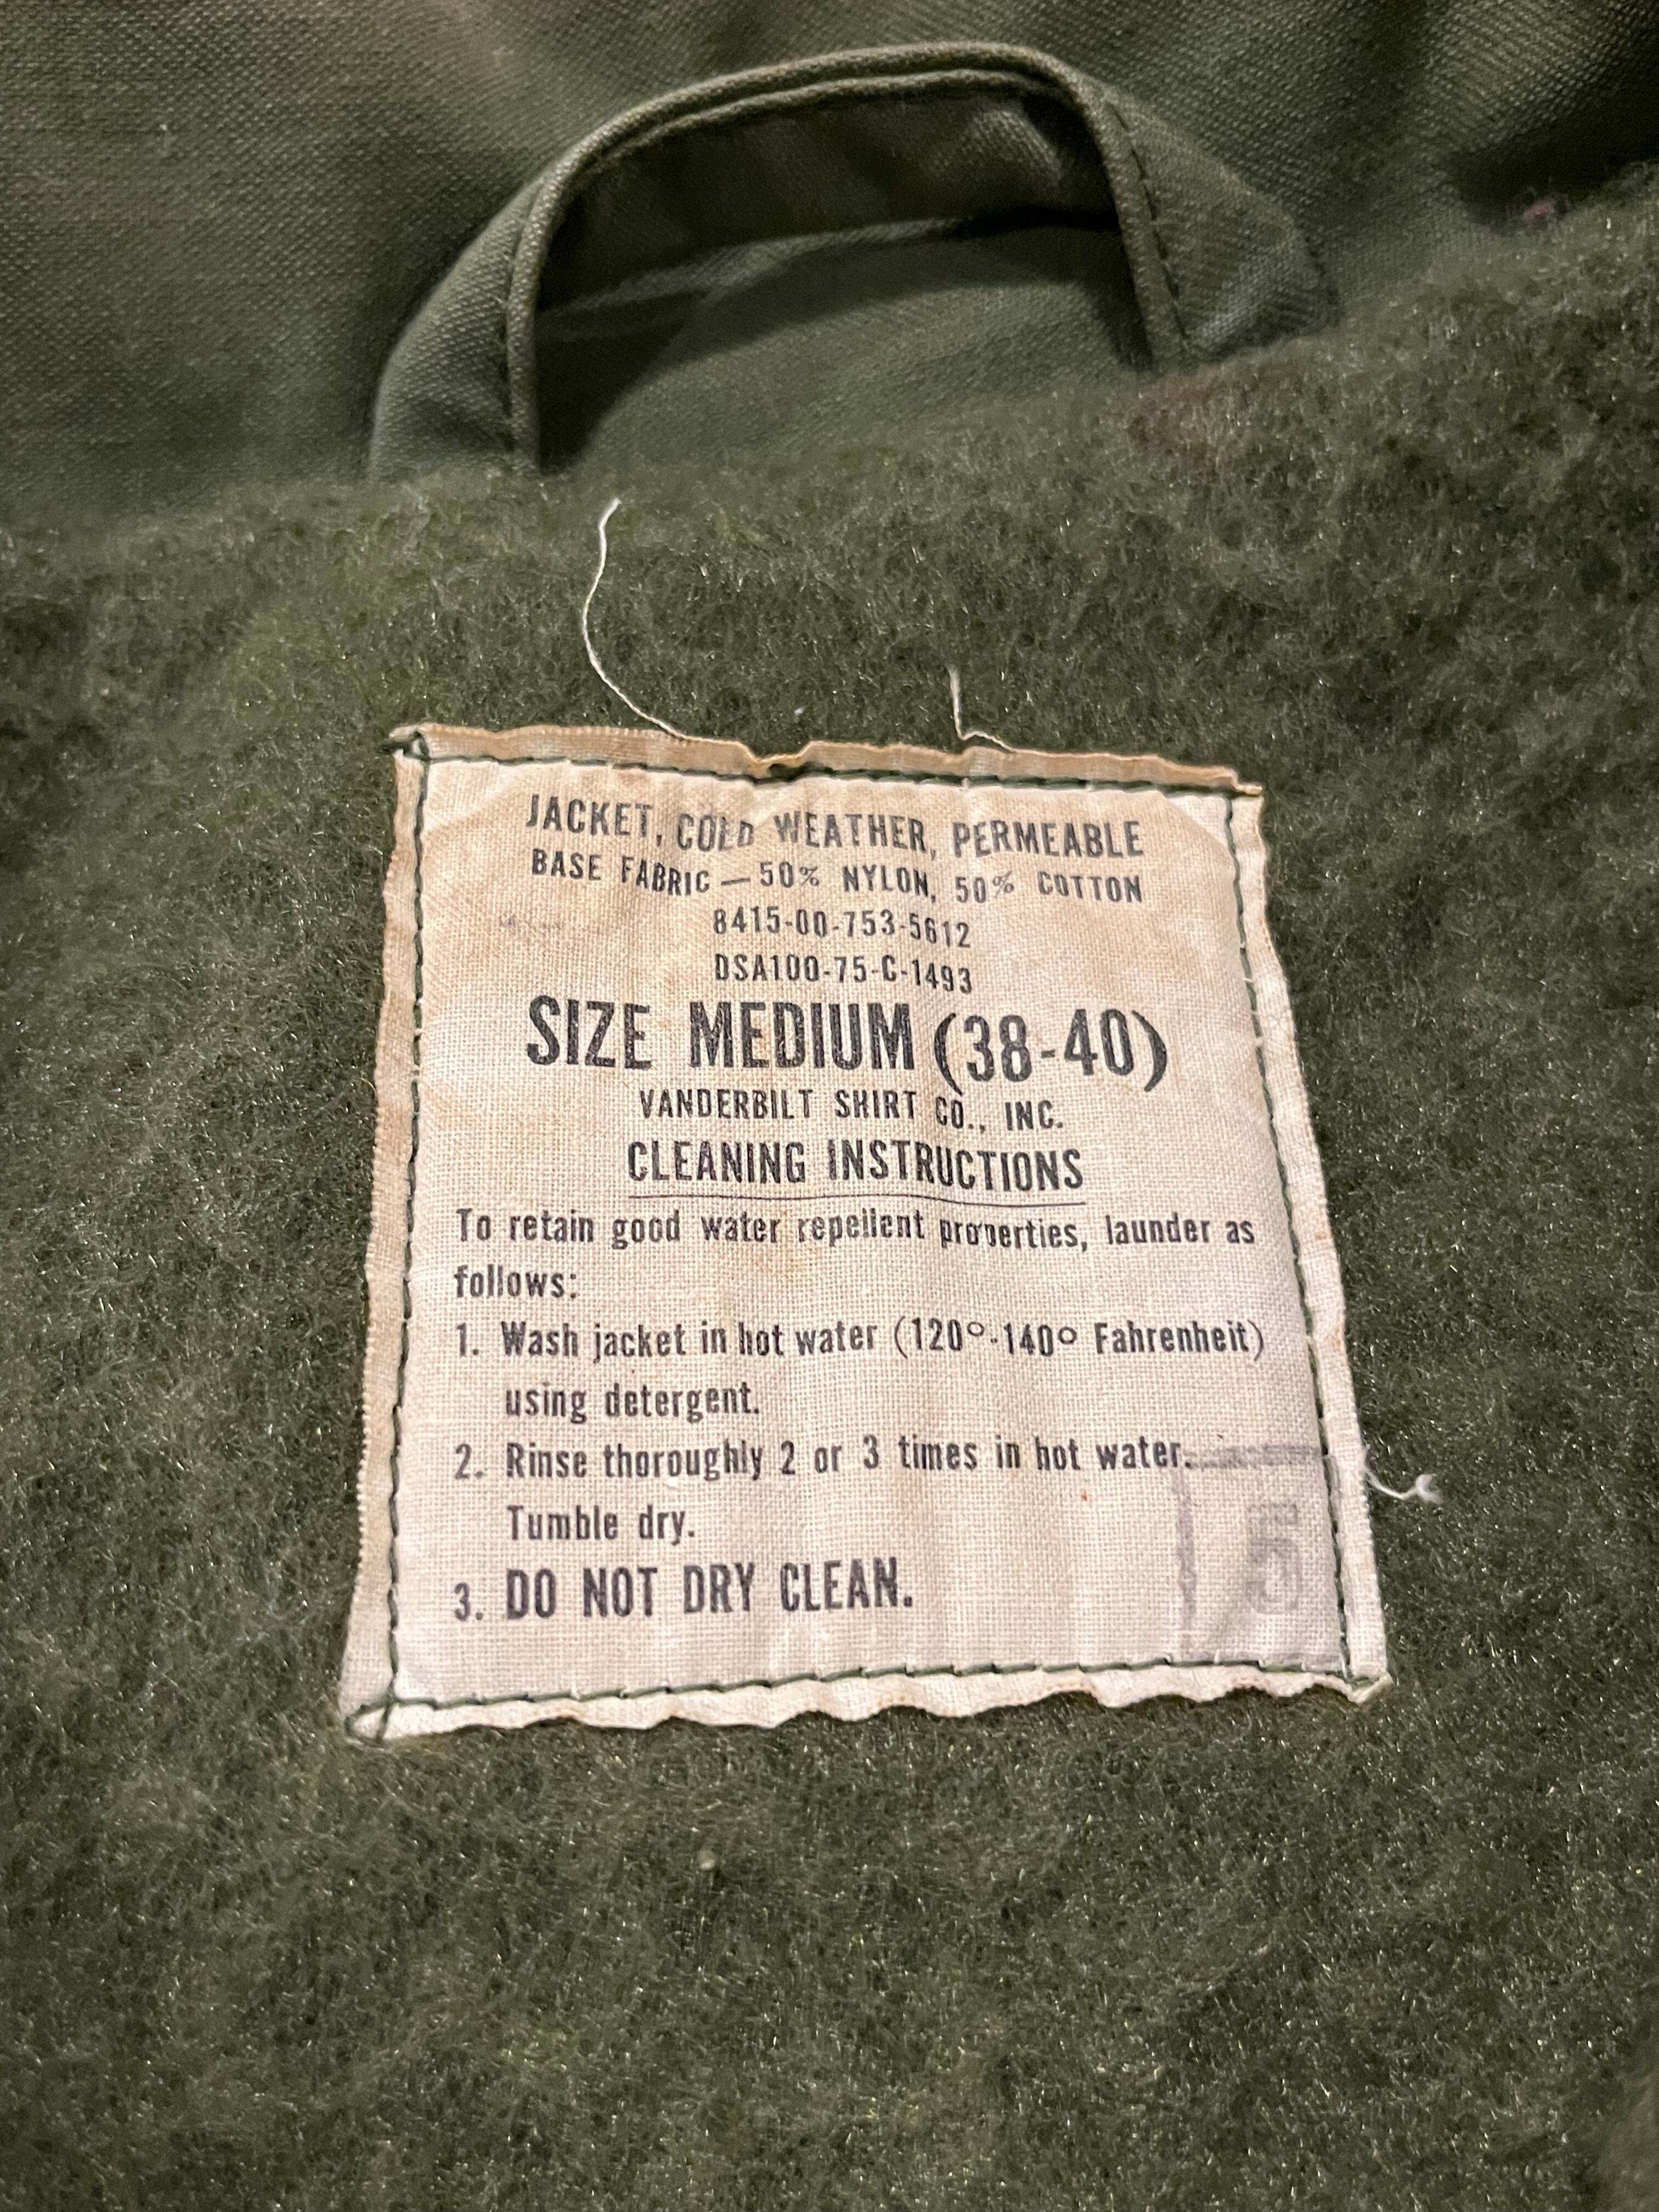 JACKET, COLD WEATHER, PERMEABLE
BASE FABRIC — 50% NYLON, 50% COTTON
8415-00-753-5612
DSA100-75-C-1493
SIZE MEDIUM (38-40)
VANDERBILT SHIRT CO., INC.
CLEANING INSTRUCTIONS
To retain good water repellent properties, launder as
follows:
1. Wash jacket in hot water (120°-140° Fahrenheit)
using detergent.
2. Rinse thoroughly 2 or 3 times in hot water.
Tumble dry.
3. DO NOT DRY CLEAN.
5